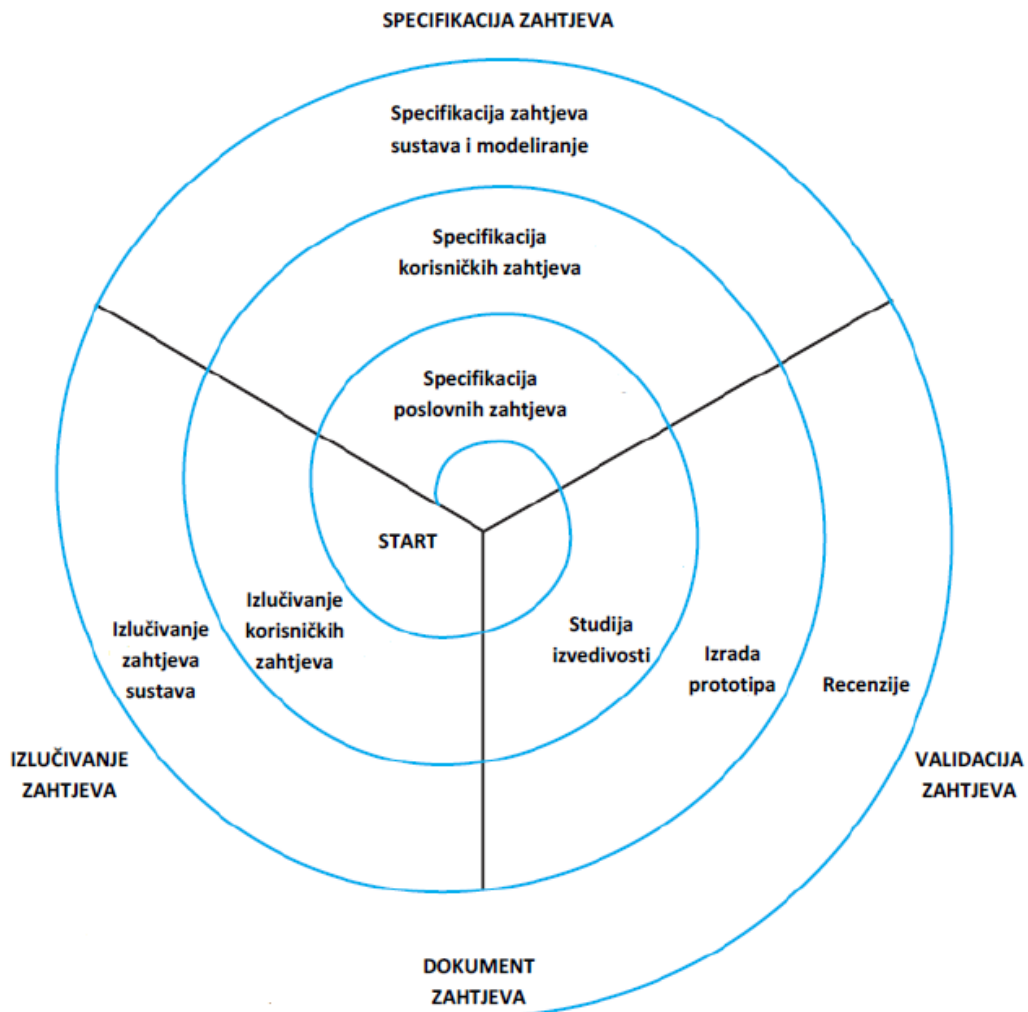 SPECIFIKACIJA ZAHTJEVA
Specifikacija zahtjeva
sustava i modeliranje
Specifikacija
korisničkih zahtjeva
Specifikacija
poslovnih zahtjeva
START
Izlučivanje
korisničkih
zahtjeva
Izlučivanje
zahtjeva
sustava
Studija
izvedivosti
Izrada
prototipa
Recenzije
IZLUČIVANJE
ZAHTJEVA
VALIDACIJA
ZAHTJEVA
DOKUMENT
ZAHTJEVA